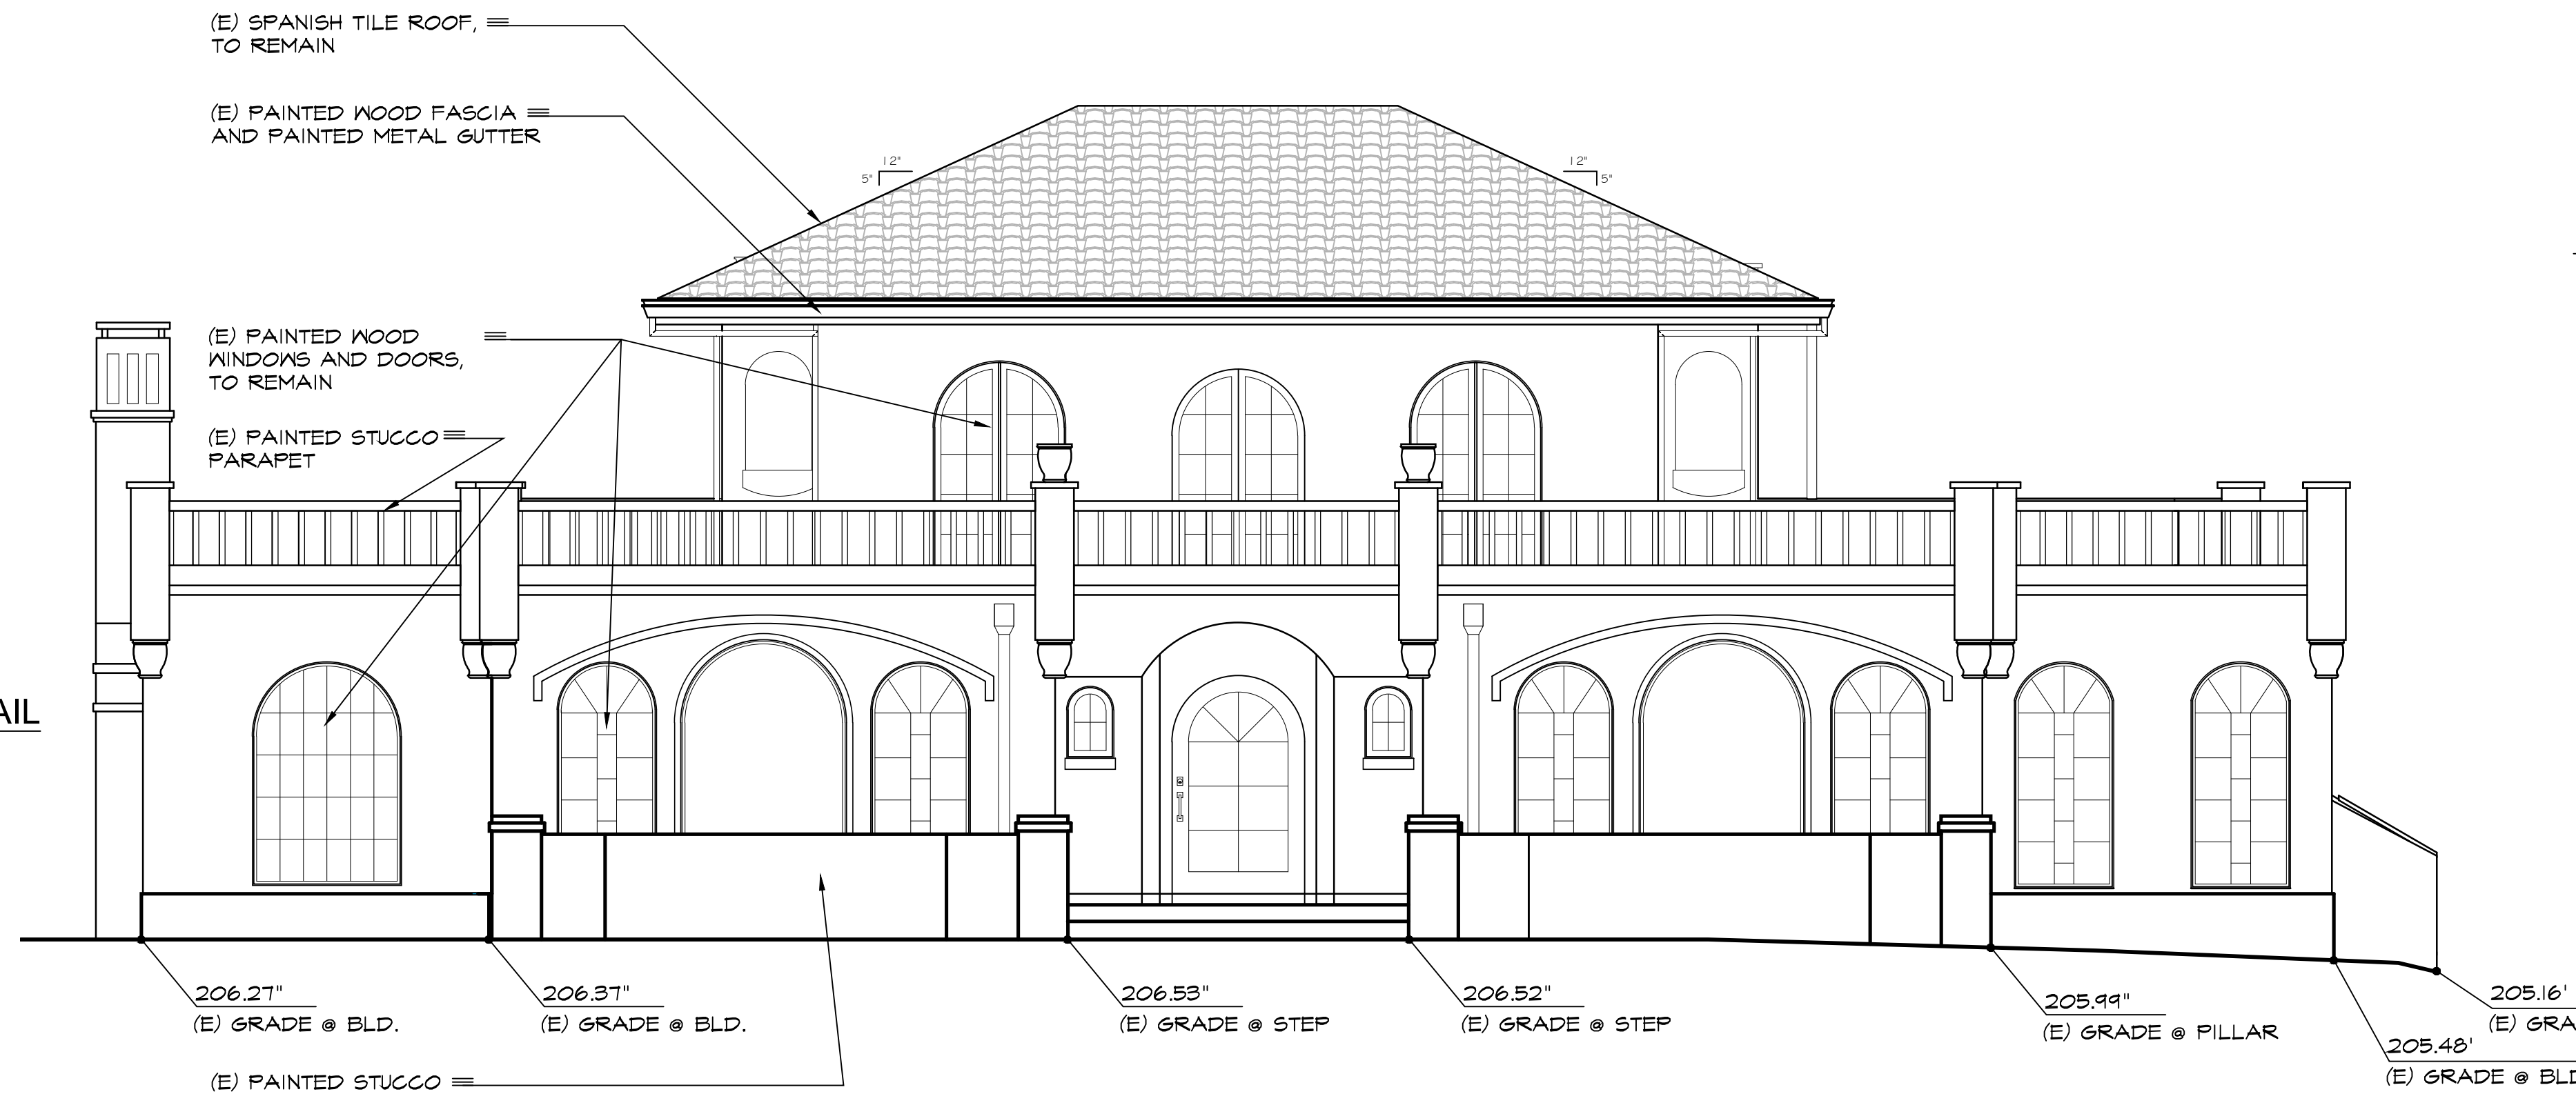 (E) SPANISH TILE ROOF,
TO REMAIN
(E) PAINTED WOOD FASCIA
AND PAINTED METAL GUTTER
12"
5"
12"
5"
(E) PAINTED WOOD
WINDOWS AND DOORS,
TO REMAIN
(E) PAINTED STUCCO
PARAPET
AIL
206.27"
(E) GRADE @ BLD.
206.37"
(E) GRADE @ BLD.
206.53"
(E) GRADE @ STEP
206.52"
(E) GRADE @ STEP
205.99"
(E) GRADE @ PILLAR
205.16'
(E) GRA
205.48'
(E) GRADE @ BLD
(E) PAINTED STUCCO